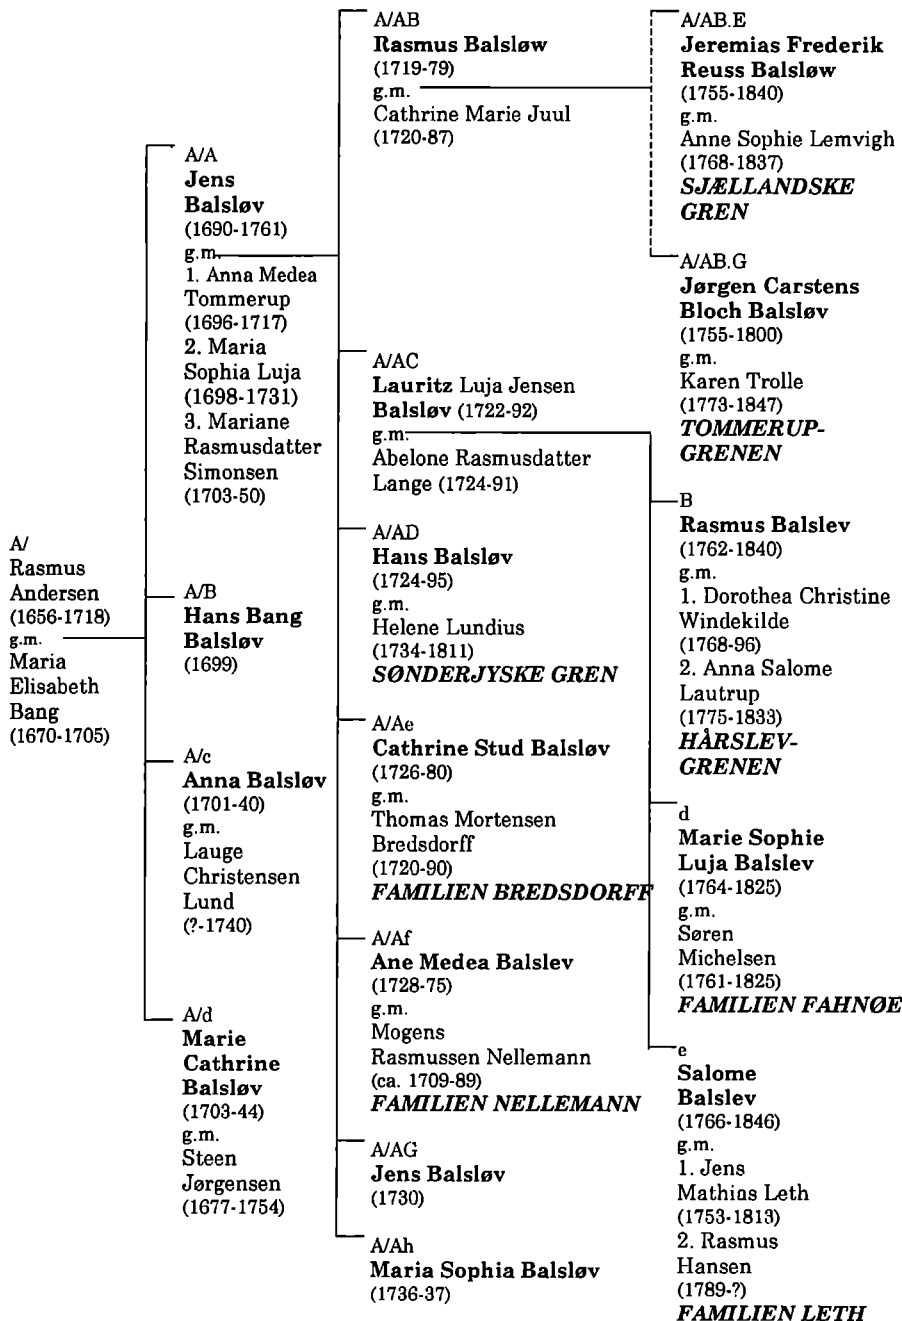 A/
Rasmus
Andersen
(1656-1718)
g.m.
Maria
Elisabeth
Bang
(1670-1705)
A/A
Jens
Balsløv
(1690-1761)
g.m.
1. Anna Medea
Tommerup
(1696-1717)
2. Maria
Sophia Luja
(1698-1731)
3. Mariane
Rasmusdatter
Simonsen
(1703-50)
A/B
Hans Bang
Balsløv
(1699)
A/c
Anna Balsløv
(1701-40)
g.m.
Lauge
Christensen
Lund
(?-1740)
A/d
Marie
Cathrine
Balsløv
(1703-44)
g.m.
Steen
Jørgensen
(1677-1754)
A/AB
Rasmus Balsløw
(1719-79)
g.m.
Cathrine Marie Juul
(1720-87)
A/AC
Lauritz Luja Jensen
Balsløv (1722-92)
g.m.
Abelone Rasmusdatter
Lange (1724-91)
A/AD
Hans Balsløv
(1724-95)
g.m.
Helene Lundius
(1734-1811)
SØNDERJYSKE GREN
A/Ae
Cathrine Stud Balsløv
(1726-80)
g.m.
Thomas Mortensen
Bredsdorff
(1720-90)
FAMILIEN BREDSDORFF
A/Af
Ane Medea Balslev
(1728-75)
g.m.
Mogens
Rasmussen Nellemann
(ca. 1709-89)
FAMILIEN NELLEMANN
A/AG
Jens Balsløv
(1730)
A/Ah
Maria Sophia Balsløv
(1736-37)
A/AB.E
Jeremias Frederik
Reuss Balsløw
(1755-1840)
g.m.
Anne Sophie Lemvigh
(1768-1837)
SJÆLLANDSKE
GREN
A/AB.G
Jørgen Carstens
Bloch Balsløv
(1755-1800)
g.m.
Karen Trolle
(1773-1847)
TOMMERUP-
GRENEN
B
Rasmus Balslev
(1762-1840)
g.m.
1. Dorothea Christine
Windekilde
(1768-96)
2. Anna Salome
Lautrup
(1775-1833)
HÅRSLEV-
GRENEN
d
Marie Sophie
Luja Balslev
(1764-1825)
g.m.
Søren
Michelsen
(1761-1825)
FAMILIEN FAHNØE
e
Salome
Balslev
(1766-1846)
g.m.
1. Jens
Mathias Leth
(1753-1813)
2. Rasmus
Hansen
(1789-?)
FAMILIEN LETH